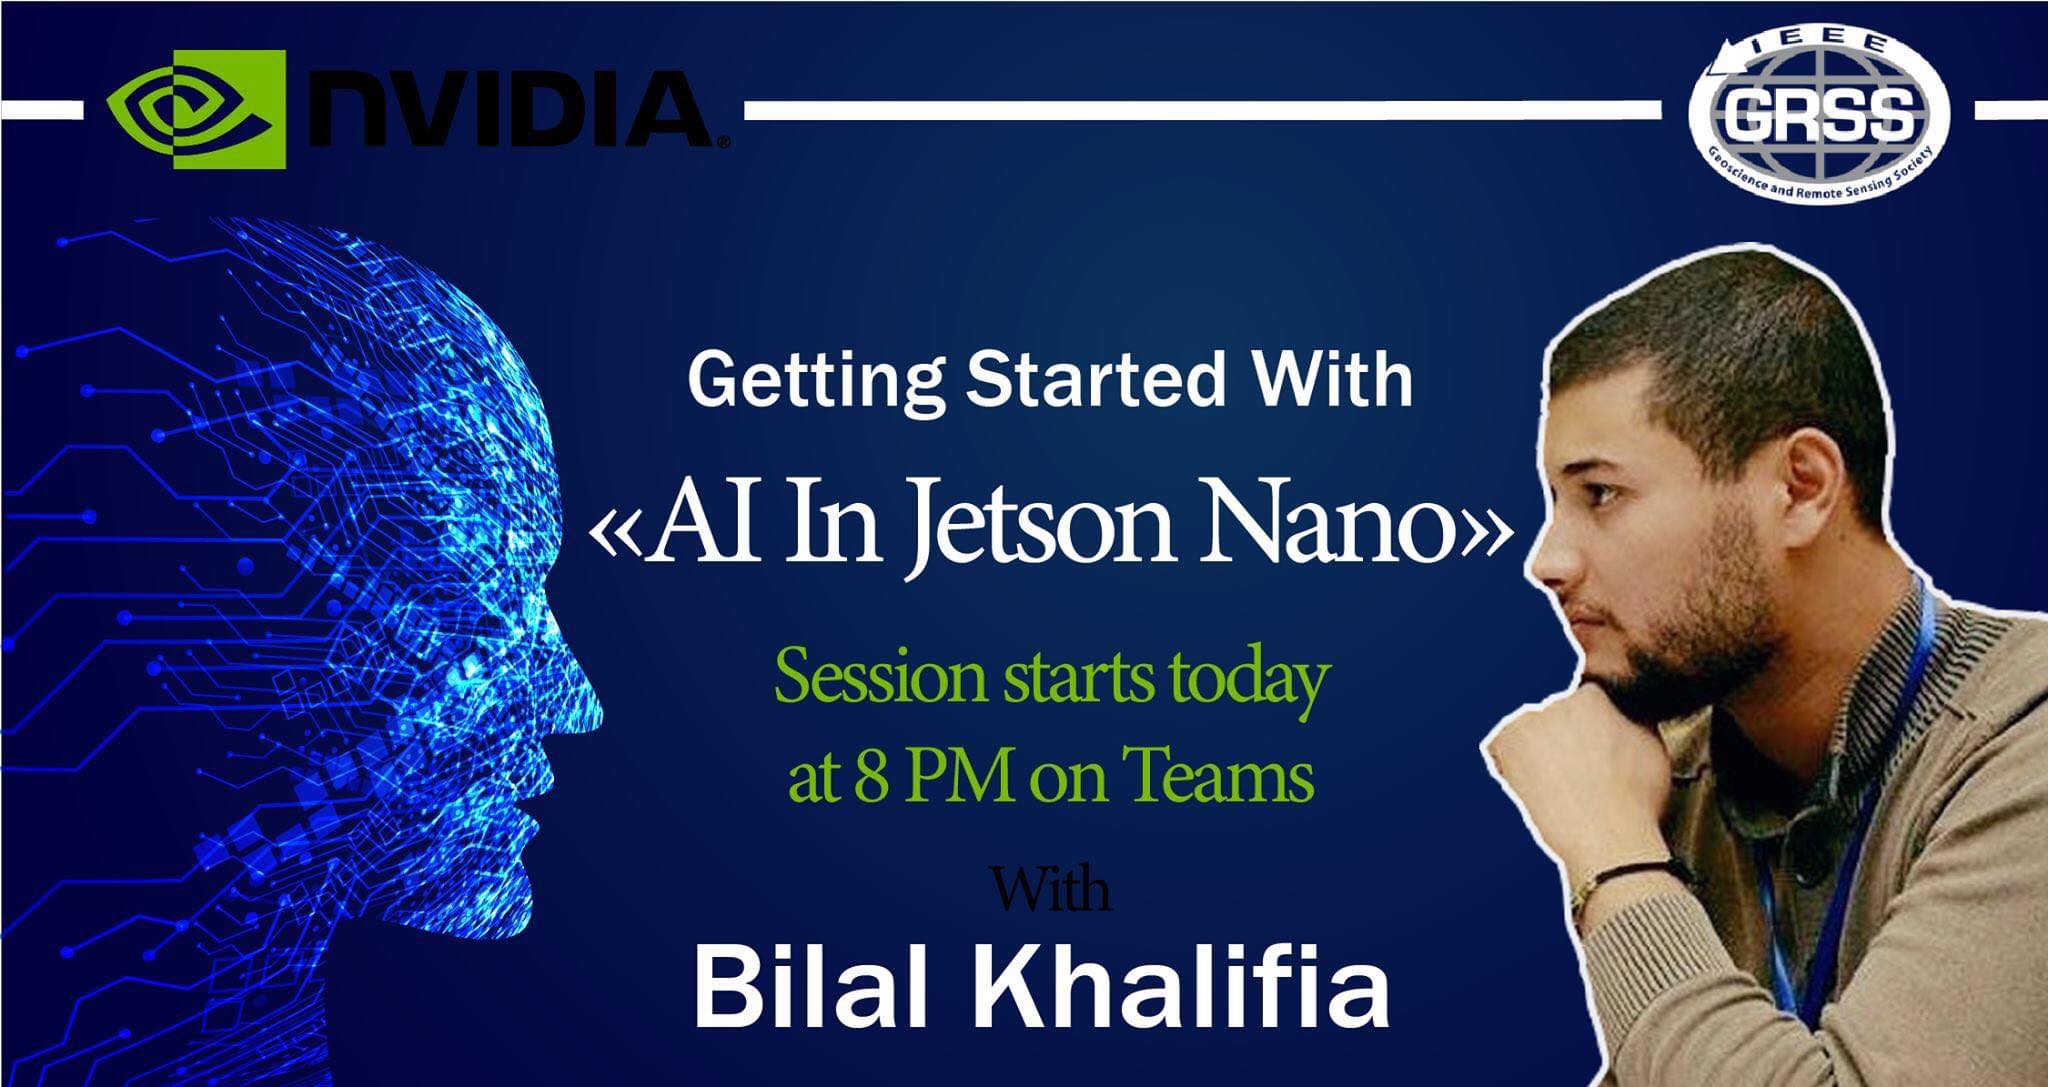 NVIDIA®
IEEE
GRSS
Geoscience and Remote Sensing Society
Getting Started With
«AI In Jetson Nano»
Session starts today
at 8 PM on Teams
With
Bilal Khalifia